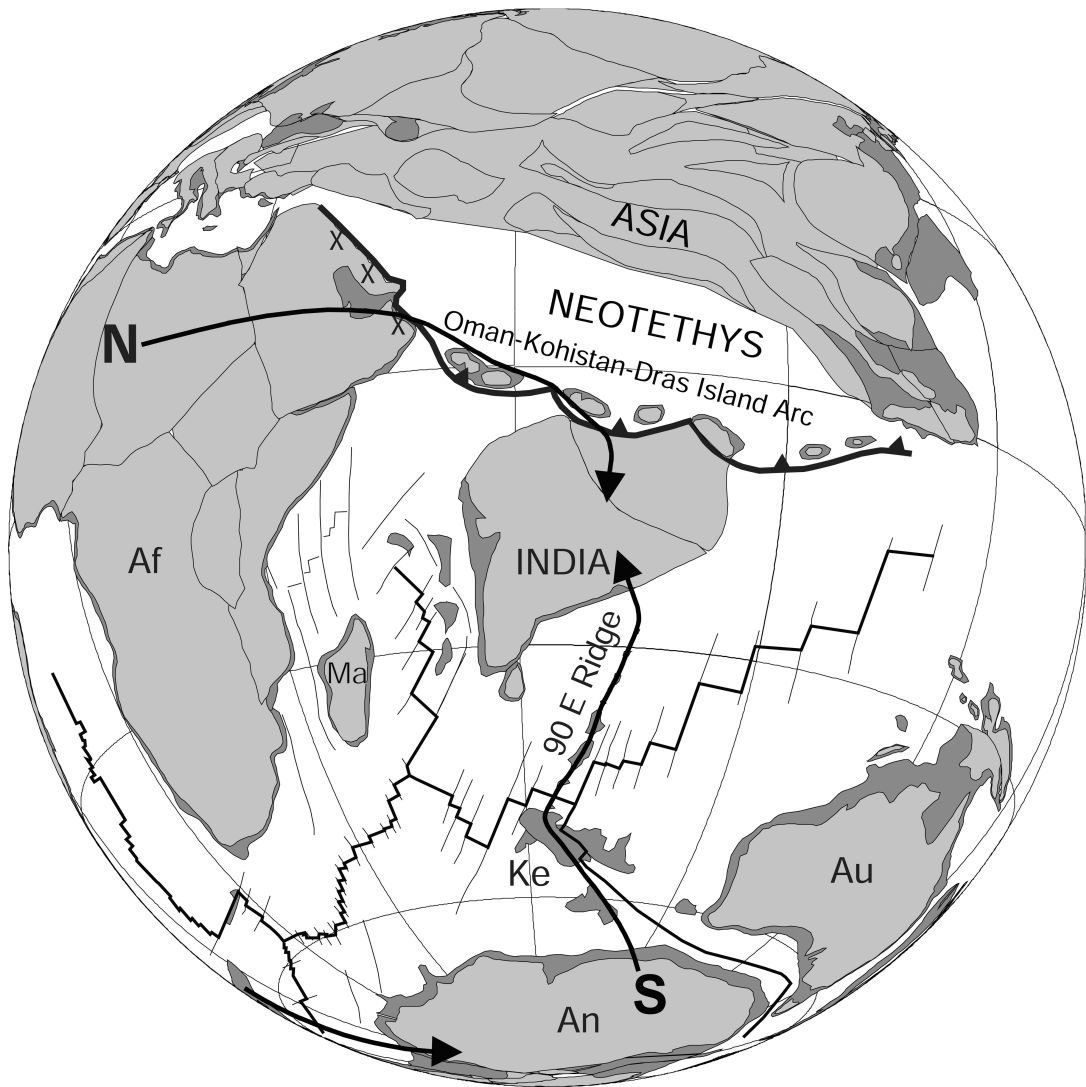 ASIA
X
X
X
NEOTETHYS
N
Oman-Kohistan-Dras Island Arc
Af
INDIA
Ma
90 E Ridge
Ke
Au
S
An